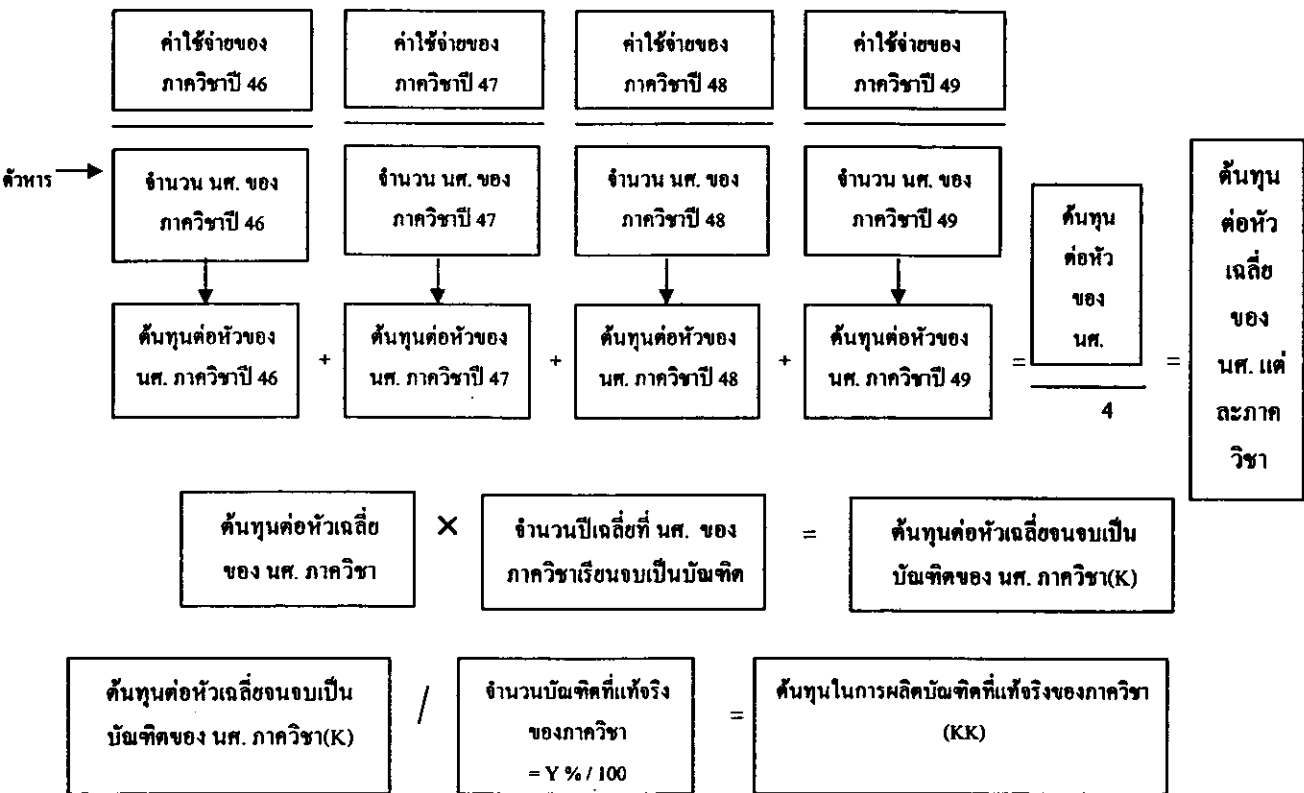 ค่าใช้จ่ายของ
ภาควิชาปี 46
ค่าใช้จ่ายของ
ภาควิชาปี 47
ค่าใช้จ่ายของ
ภาควิชาปี 48
ค่าใช้จ่ายของ
ภาควิชาปี 49
ตัวหาร
จำนวน นศ. ของ
ภาควิชาปี 46
จำนวน นศ. ของ
ภาควิชาปี 47
จำนวน นศ. ของ
ภาควิชาปี 48
จำนวน นศ. ของ
ภาควิชาปี 49
ต้นทุนต่อหัวของ
นศ. ภาควิชาปี 46
+
ต้นทุนต่อหัวของ
นศ. ภาควิชาปี 47
+
ต้นทุนต่อหัวของ
นศ. ภาควิชาปี 48
+
ต้นทุนต่อหัวของ
นศ. ภาควิชาปี 49
=
ต้นทุน
ต่อหัว
ของ
นศ.
4
=
ต้นทุน
ต่อหัว
เฉลี่ย
ของ
นศ. แต่
ละภาค
วิชา
ต้นทุนต่อหัวเฉลี่ย
ของ นศ. ภาควิชา
×
จำนวนปีเฉลี่ยที่ นศ. ของ
ภาควิชาเรียนจบเป็นบัณฑิต
=
ต้นทุนต่อหัวเฉลี่ยจนจบเป็น
บัณฑิตของ นศ. ภาควิชา(K)
ต้นทุนต่อหัวเฉลี่ยจนจบเป็น
บัณฑิตของ นศ. ภาควิชา(K)
/
จำนวนบัณฑิตที่แท้จริง
ของภาควิชา
= Y % / 100
=
ต้นทุนในการผลิตบัณฑิตที่แท้จริงของภาควิชา
(KK)